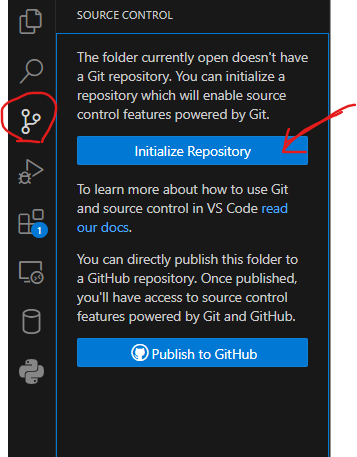 SOURCE CONTROL
The folder currently open doesn't have
a Git repository. You can initialize a
repository which will enable source
control features powered by Git.
Initialize Repository
To learn more about how to use Git
and source control in VS Code read
our docs.
1
You can directly publish this folder to
a GitHub repository. Once published,
you'll have access to source control
features powered by Git and GitHub.
Publish to GitHub